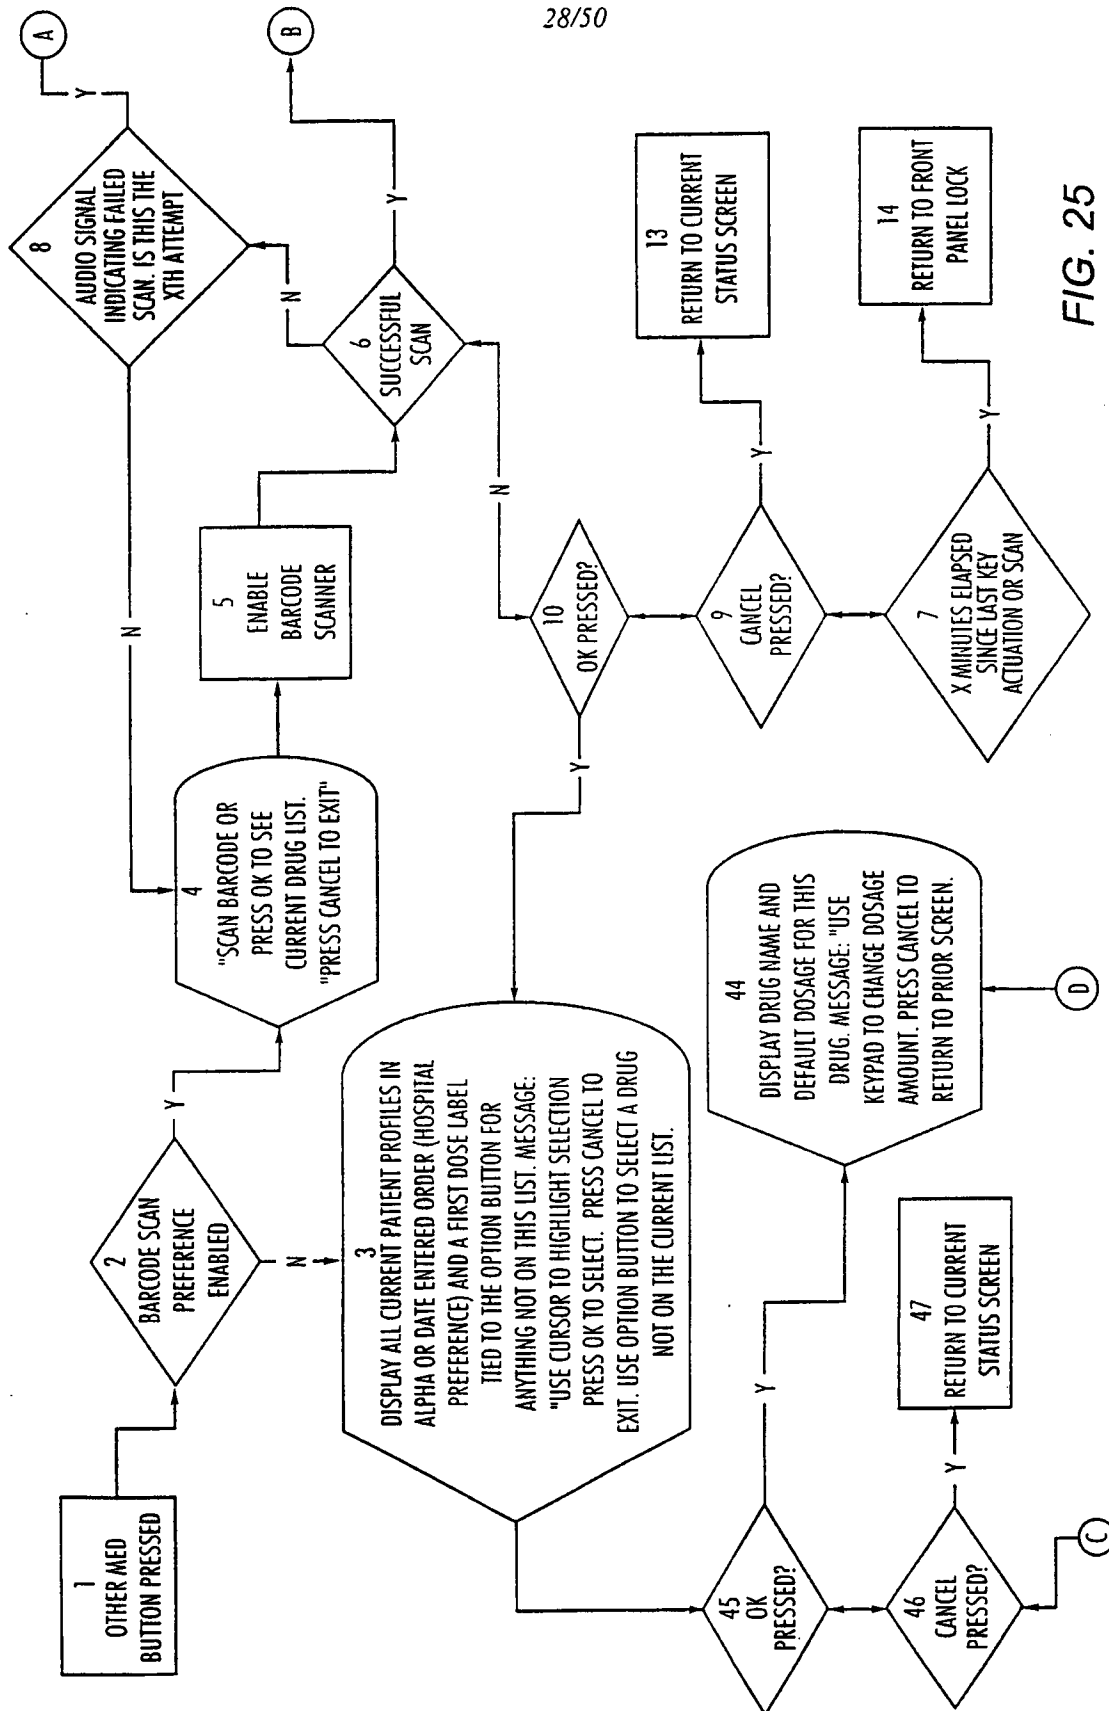 28/50
1
OTHER MED
BUTTON PRESSED
2
BARCODE SCAN
PREFERENCE
ENABLED
Y
N
4
"SCAN BARCODE OR
PRESS OK TO SEE
CURRENT DRUG LIST.
"PRESS CANCEL TO EXIT"
5
ENABLE
BARCODE
SCANNER
6
SUCCESSFUL
SCAN
Y
N
N
B
8
AUDIO SIGNAL
INDICATING FAILED
SCAN. IS THIS THE
XTH ATTEMPT
Y
N
A
3
DISPLAY ALL CURRENT PATIENT PROFILES IN
ALPHA OR DATE ENTERED ORDER (HOSPITAL
PREFERENCE) AND A FIRST DOSE LABEL
TIED TO THE OPTION BUTTON FOR
ANYTHING NOT ON THIS LIST. MESSAGE:
"USE CURSOR TO HIGHLIGHT SELECTION
PRESS OK TO SELECT. PRESS CANCEL TO
EXIT. USE OPTION BUTTON TO SELECT A DRUG
NOT ON THE CURRENT LIST.
10
OK PRESSED?
Y
9
CANCEL
PRESSED?
Y
13
RETURN TO CURRENT
STATUS SCREEN
7
X MINUTES ELAPSED
SINCE LAST KEY
ACTUATION OR SCAN
Y
14
RETURN TO FRONT
PANEL LOCK
45
OK
PRESSED?
Y
44
DISPLAY DRUG NAME AND
DEFAULT DOSAGE FOR THIS
DRUG. MESSAGE: "USE
KEYPAD TO CHANGE DOSAGE
AMOUNT. PRESS CANCEL TO
RETURN TO PRIOR SCREEN.
D
46
CANCEL
PRESSED?
Y
47
RETURN TO CURRENT
STATUS SCREEN
C
FIG. 25